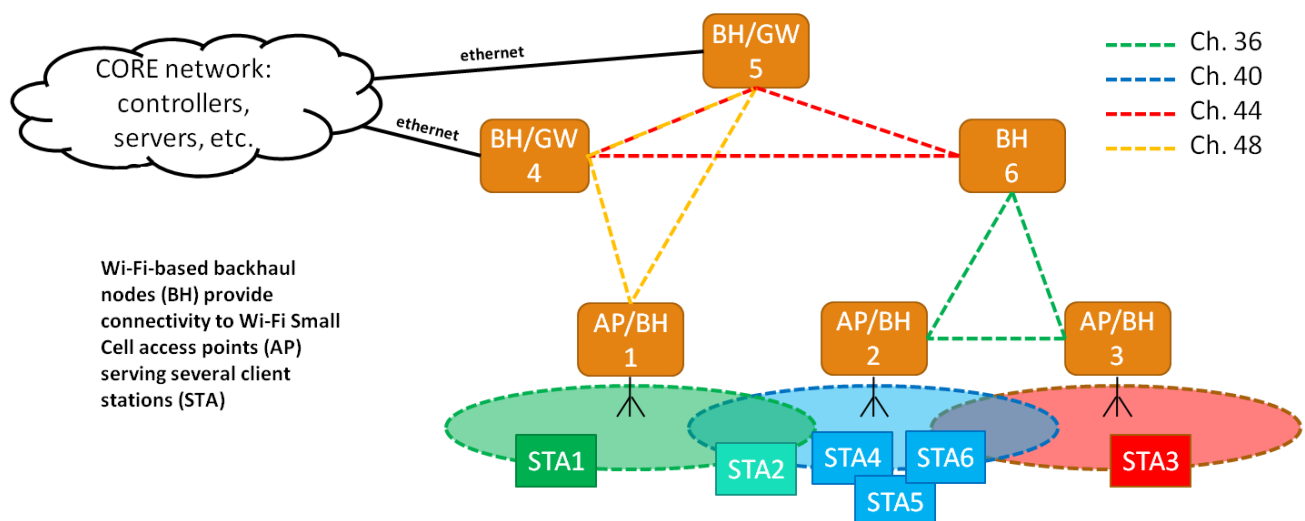 CORE network:
controllers,
servers, etc.
ethernet
ethernet
BH/GW
5
BH/GW
4
BH
6
Ch. 36
Ch. 40
Ch. 44
Ch. 48
Wi-Fi-based backhaul
nodes (BH) provide
connectivity to Wi-Fi Small
Cell access points (AP)
serving several client
stations (STA)
AP/BH
1
AP/BH
2
AP/BH
3
STA1
STA2
STA4
STA6
STA5
STA3